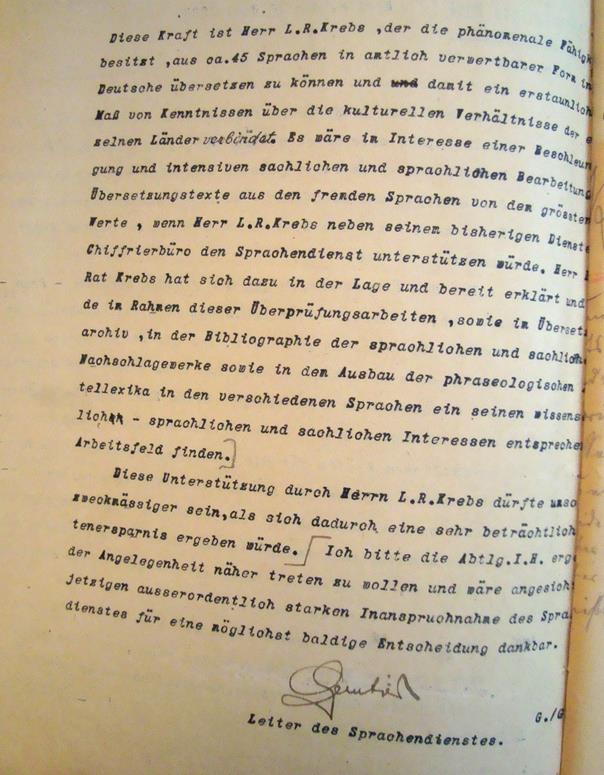 Diese Kraft ist Herr L.R.Krebs ,der die phänomenale Fähigk
besitzt ,aus ca.45 Sprachen in amtlich verwertbarer Form in
Deutsche übersetzen zu können und und damit ein erstaunlich
Maß von Kenntnissen über die kulturellen Verhältnisse der e
zelnen Länder verbindet. Es wäre im Interesse einer Beschleun
gung und intensiven sachlichen und sprachlichen Bearbeitung
Übersetzungstexte aus den fremden Sprachen von dem grössten
Werte , wenn Herr L.R.Krebs neben seinem bisherigen Dienste
Chiffrierbüro den Sprachendienst unterstützen würde. Herr
Rat Krebs hat sich dazu in der Lage und bereit erklärt und
de im Rahmen dieser Überprüfungsarbeiten ,sowie im Überset
archiv ,in der Bibliographie der sprachlichen und sachliche
Nachschlagewerke sowie in dem Ausbau der phraseologischen
tellexika in den verschiedenen Sprachen ein seinen wissens
lichen - sprachlichen und sachlichen Interessen entspreche
Arbeitsfeld finden.]
Diese Unterstützung durch Herrn L.R.Krebs dürfte umso
zweckmässiger sein,als sich dadurch eine sehr beträchtlich
tenersparnis ergeben würde. [ Ich bitte die Abtlg.I.H. erge
der Angelegenheit näher treten zu wollen und wäre angesich
jetzigen ausserordentlich starken Inanspruchnahme des Spra
dienstes für eine möglichst baldige Entscheidung dankbar.
G./G
Leiter des Sprachendienstes.